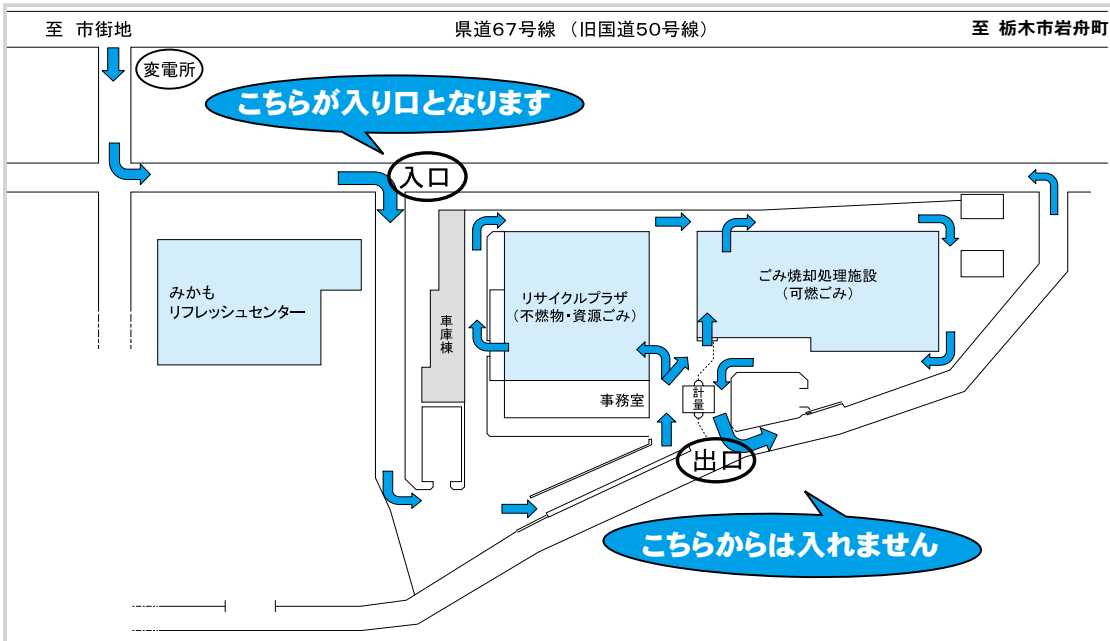 至 市街地
県道67号線 （旧国道50号線）
至 栃木市岩舟町
変電所
こちらが入り口となります
入口
みかも
リフレッシュセンター
車庫棟
リサイクルプラザ
（不燃物・資源ごみ）
ごみ焼却処理施設
（可燃ごみ）
事務室
計量
出口
こちらからは入れません